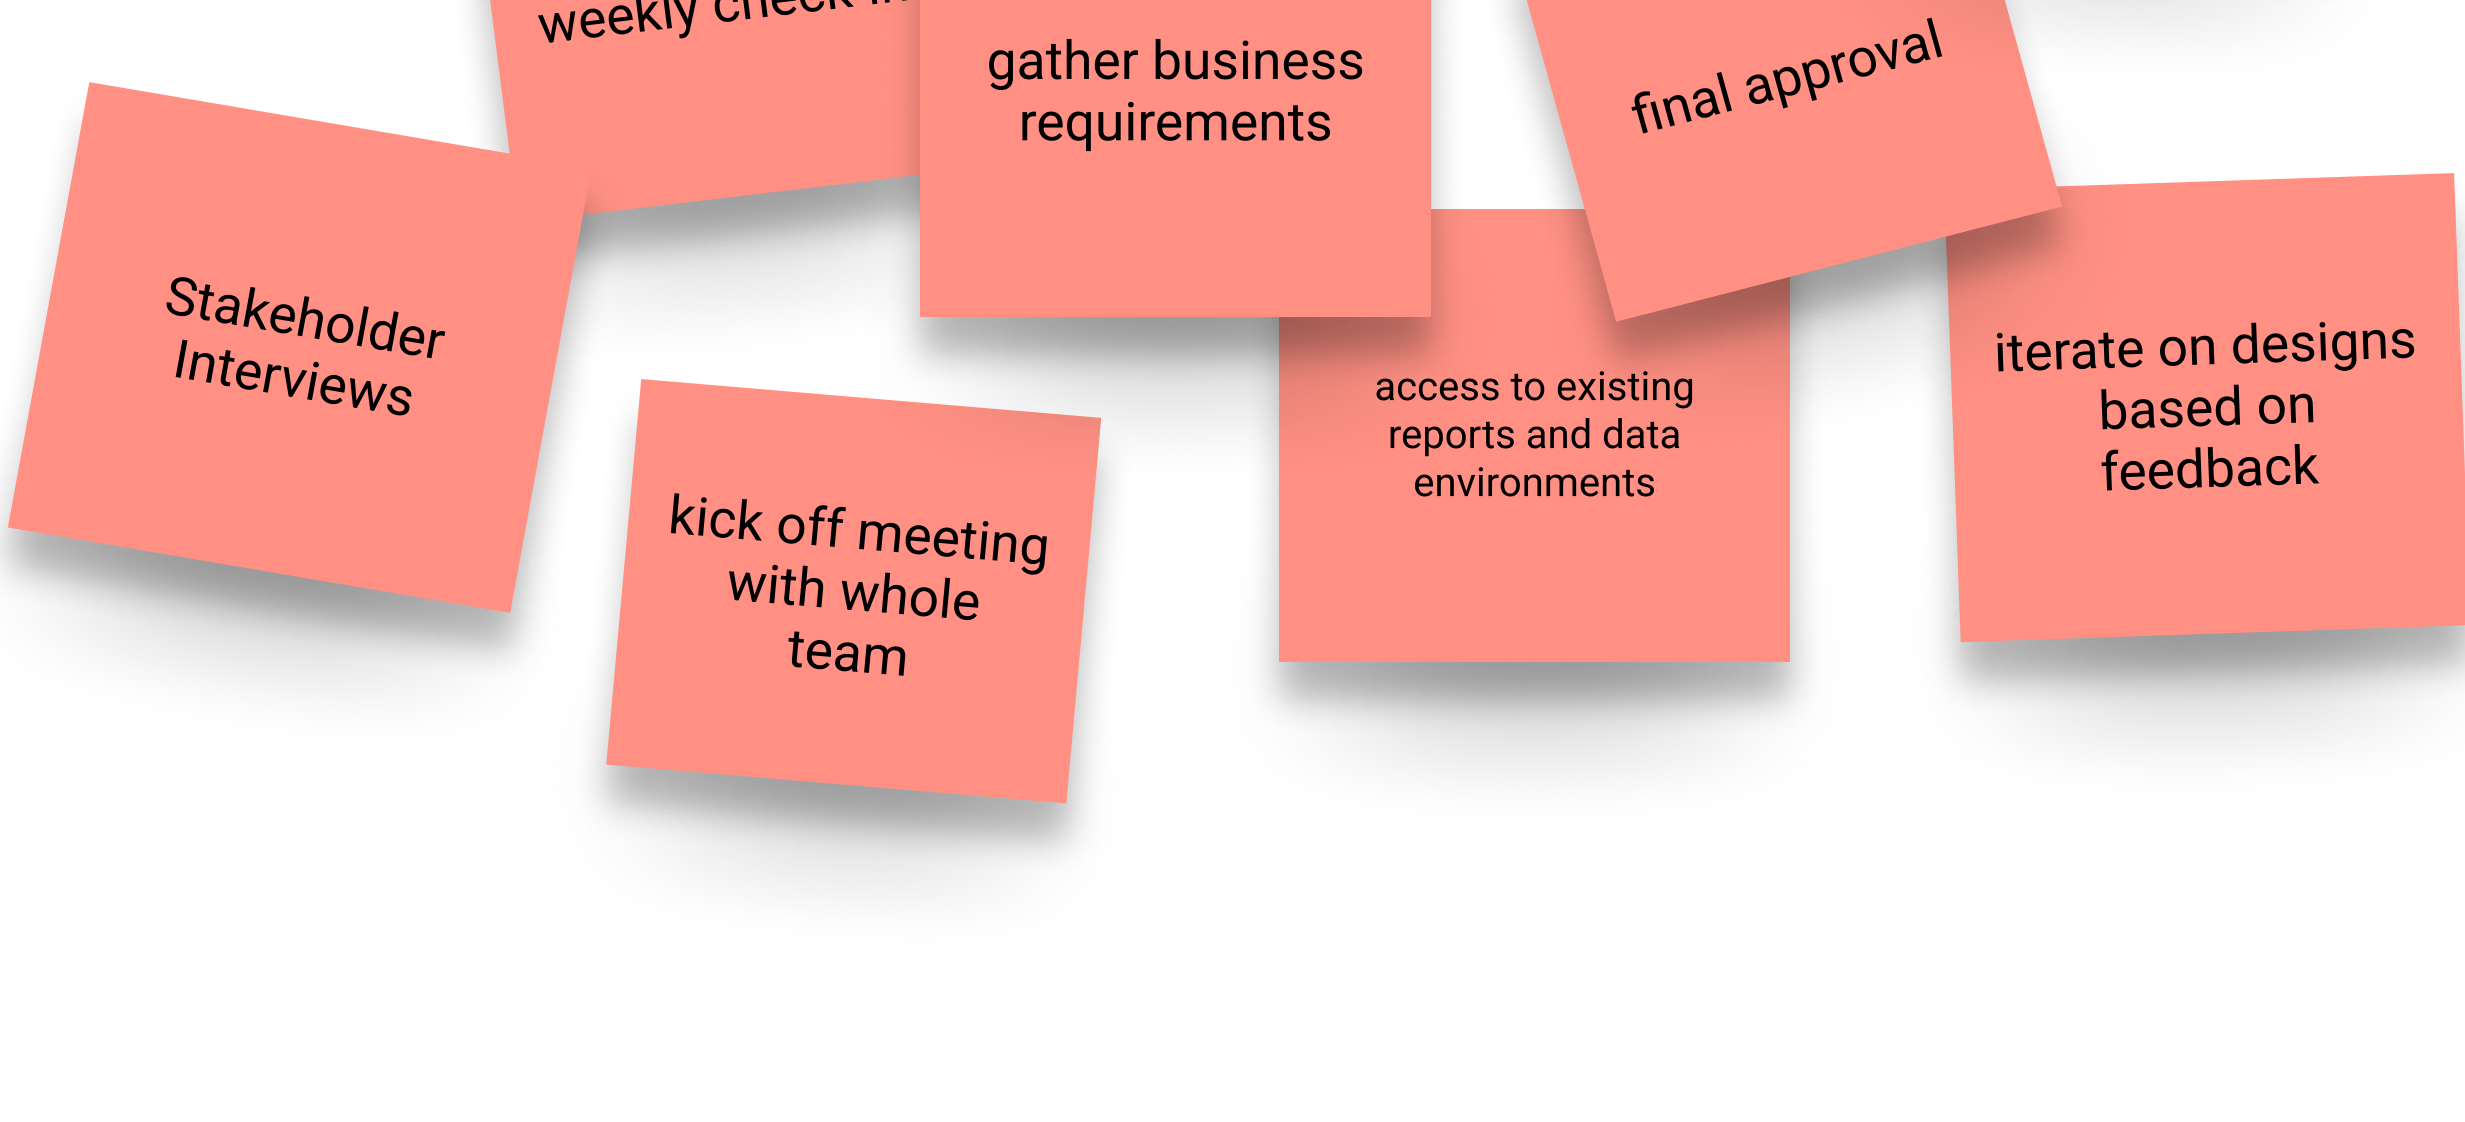 weekly check
gather business
requirements
final approval
Stakeholder
Interviews
access to existing
reports and data
environments
iterate on designs
based on
feedback
kick off meeting
with whole
team